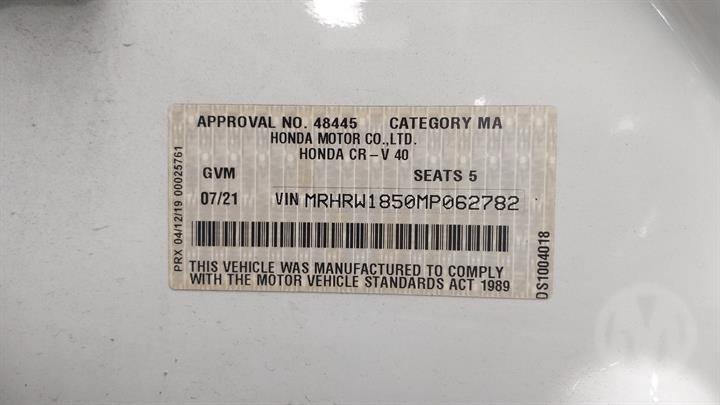 APPROVAL NO. 48445 CATEGORY MA
HONDA MOTOR CO.,LTD.
HONDA CR-V 40
GVM SEATS 5
07/21 VIN MRHRW1850MP062782
THIS VEHICLE WAS MANUFACTURED TO COMPLY
WITH THE MOTOR VEHICLE STANDARDS ACT 1989
PRX 04/12/19 00025761
DS1004018
M